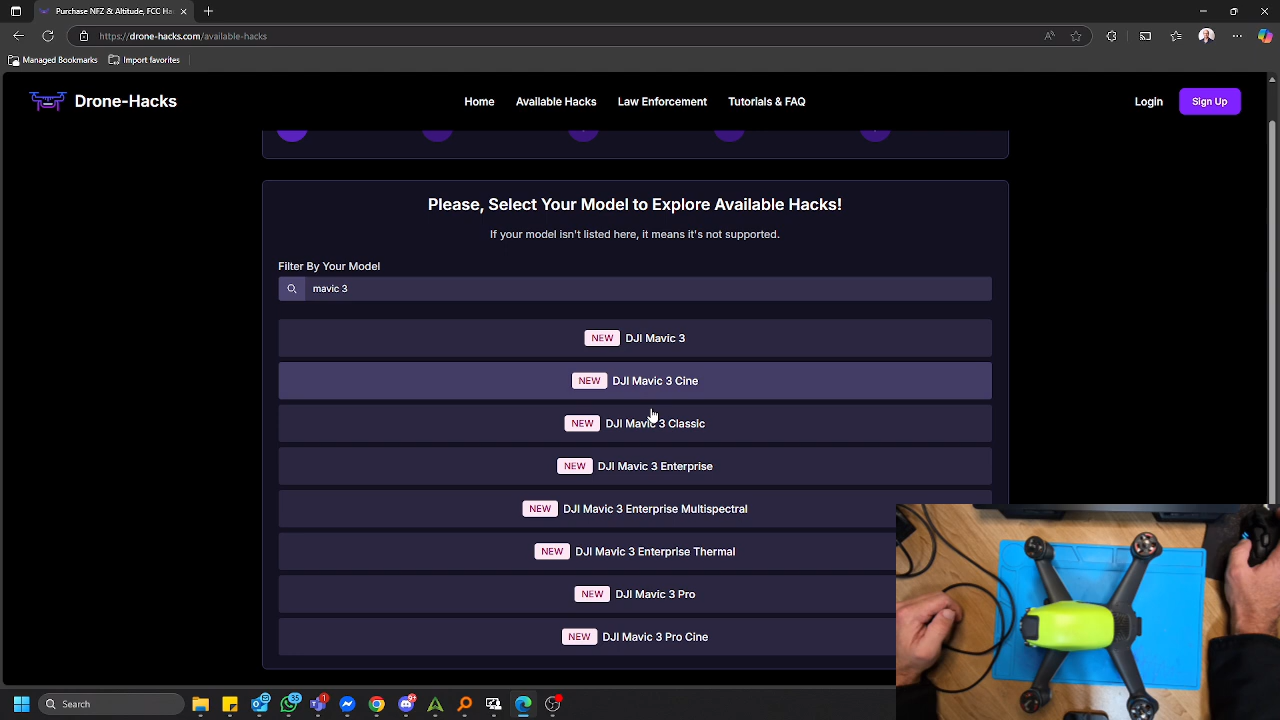 Purchase NFZ & Altitude, FCC Ha
https://drone-hacks.com/available-hacks
Managed Bookmarks
Import favorites
Drone-Hacks
Home
Available Hacks
Law Enforcement
Tutorials & FAQ
Login
Sign Up
Please, Select Your Model to Explore Available Hacks!
If your model isn't listed here, it means it's not supported.
Filter By Your Model
mavic 3
NEW DJI Mavic 3
NEW DJI Mavic 3 Cine
NEW DJI Mavic 3 Classic
NEW DJI Mavic 3 Enterprise
NEW DJI Mavic 3 Enterprise Multispectral
NEW DJI Mavic 3 Enterprise Thermal
NEW DJI Mavic 3 Pro
NEW DJI Mavic 3 Pro Cine
Search
35
1
9+